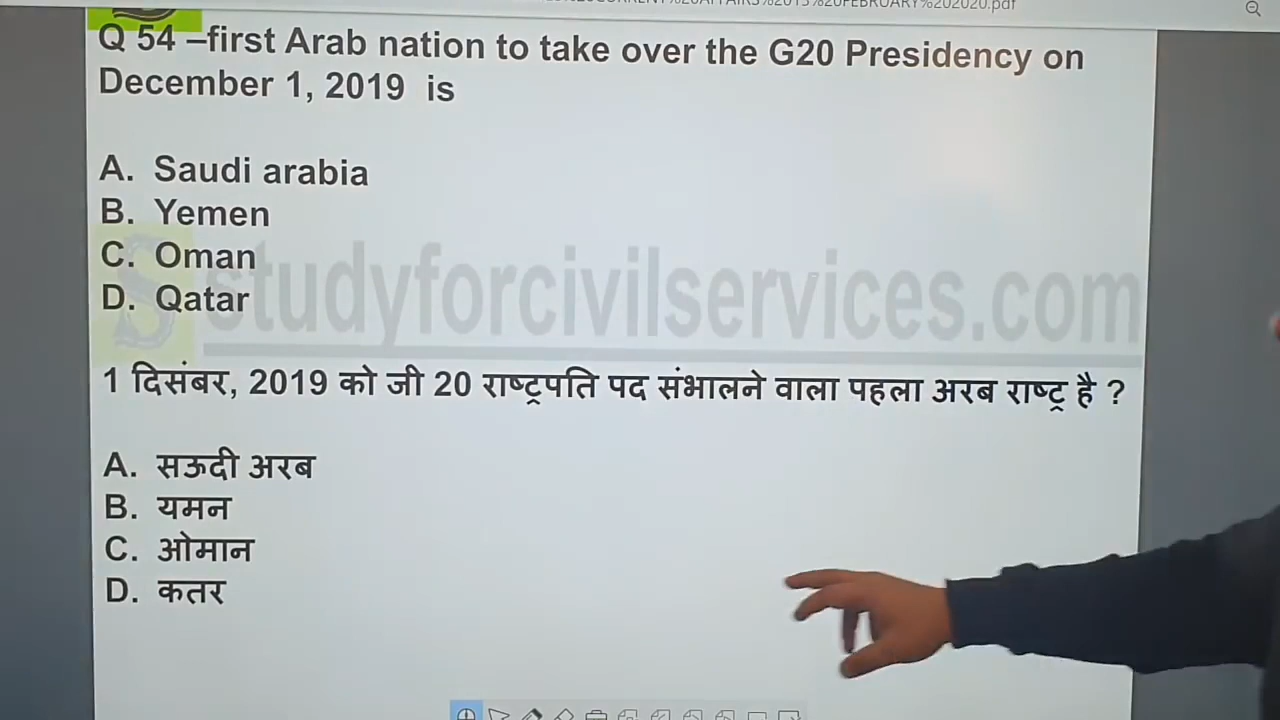 Q 54 –first Arab nation to take over the G20 Presidency on
December 1, 2019 is
A. Saudi arabia
B. Yemen
C. Oman
D. Qatar
studyforcivilservices.com
1 दिसंबर, 2019 को जी 20 राष्ट्रपति पद संभालने वाला पहला अरब राष्ट्र है ?
A. सऊदी अरब
B. यमन
C. ओमान
D. कतर